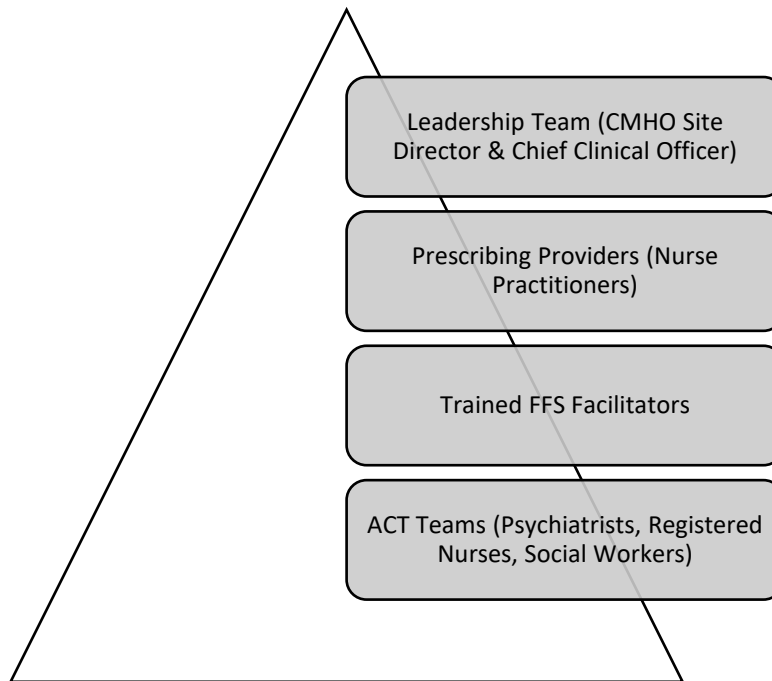 Leadership Team (CMHO Site
Director & Chief Clinical Officer)
Prescribing Providers (Nurse
Practitioners)
Trained FFS Facilitators
ACT Teams (Psychiatrists, Registered
Nurses, Social Workers)